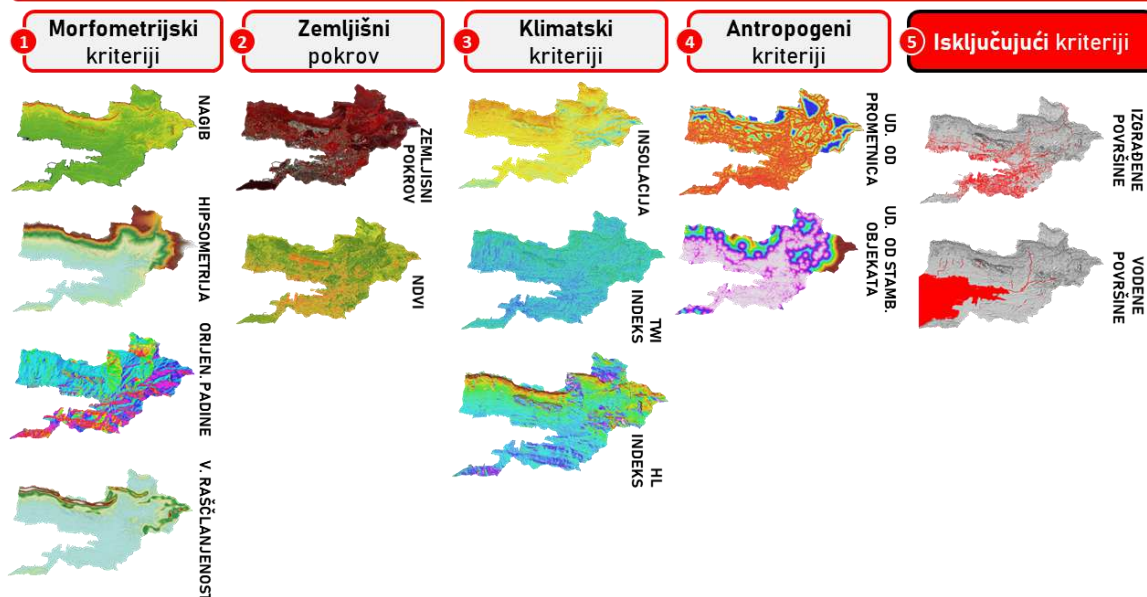 1 Morfometrijski
kriteriji
2 Zemljišni
pokrov
3 Klimatski
kriteriji
4 Antropogeni
kriteriji
5 Isključujući kriteriji
NAGIB
HIPSOMETRIJA
ORIJEN. PADINE
V. RAŠČLANJENOST
ZEMLJISNI
POKROV
NDVI
INSOLACIJA
TWI
INDEKS
HL
INDEKS
UD. OD
PROMETNICA
UD. OD STAMB.
OBJEKATA
IZGRAĐENE
POVRŠINE
VODENE
POVRŠINE